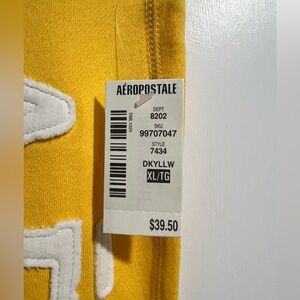 AÉROPOSTALE
DEPT
8202
SKU
99707047
STYLE
7434
DKYLLW
XL/TG
$39.50